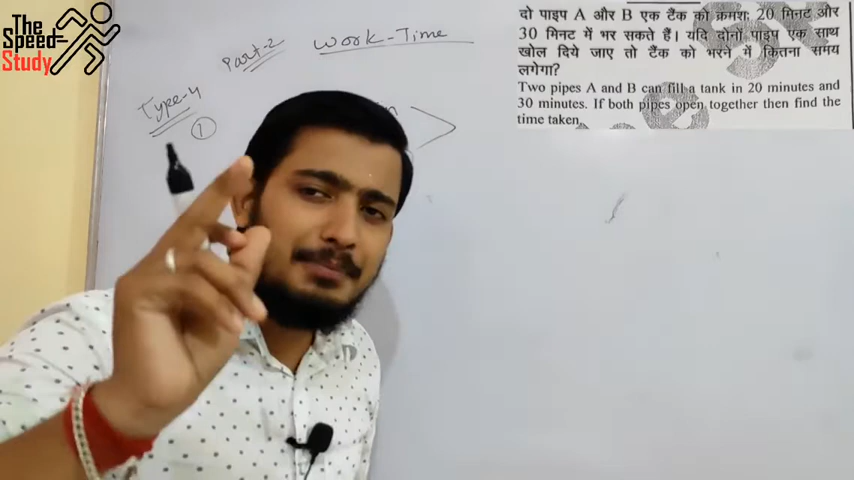 The
Speed
Study
Part-2
Work-Time
Type-4
1
दो पाइप A और B एक टैंक को क्रमशः 20 मिनट और
30 मिनट में भर सकते हैं। यदि दोनों पाइप एक साथ
खोल दिये जाए तो टैंक को भरने में कितना समय
लगेगा?
Two pipes A and B can fill a tank in 20 minutes and
30 minutes. If both pipes open together then find the
time taken.